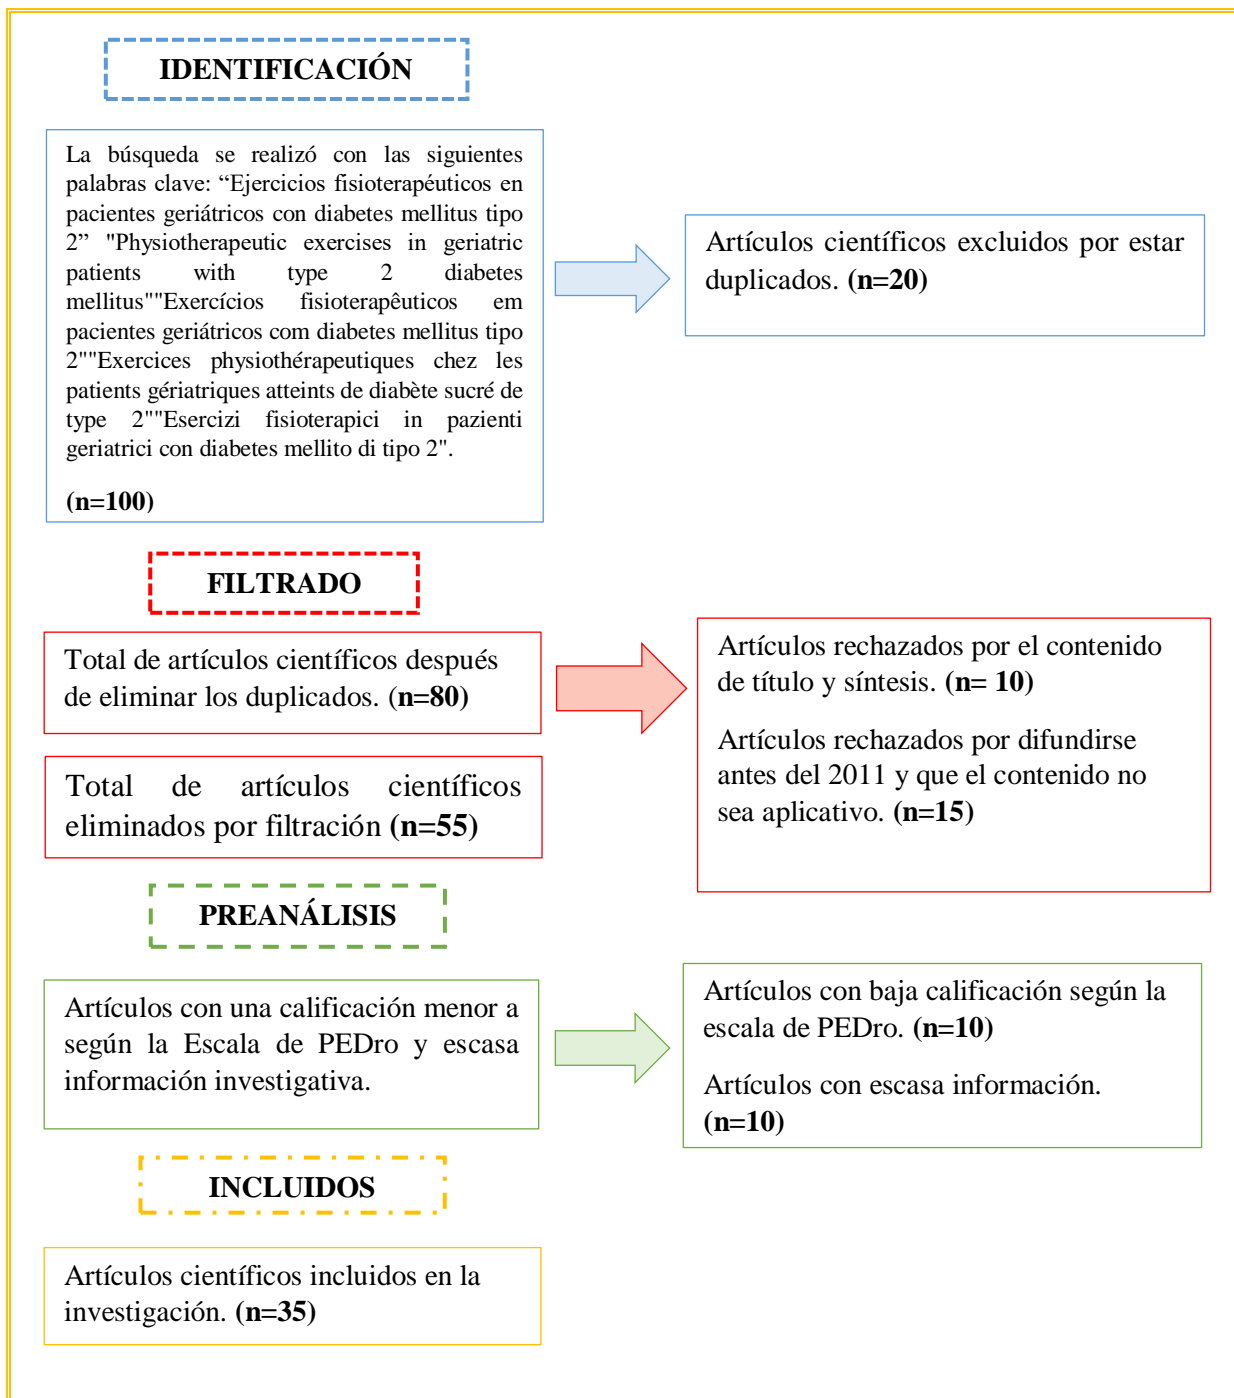 IDENTIFICACIÓN
La búsqueda se realizó con las siguientes
palabras clave: “Ejercicios fisioterapéuticos en
pacientes geriátricos con diabetes mellitus tipo
2” "Physiotherapeutic exercises in geriatric
patients with type 2 diabetes
mellitus""Exercícios fisioterapêuticos em
pacientes geriátricos com diabetes mellitus tipo
2""Exercices physiothérapeutiques chez les
patients gériatriques atteints de diabète sucré de
type 2""Esercizi fisioterapici in pazienti
geriatrici con diabetes mellito di tipo 2".
(n=100)
Artículos científicos excluidos por estar
duplicados. (n=20)
FILTRADO
Total de artículos científicos después
de eliminar los duplicados. (n=80)
Artículos rechazados por el contenido
de título y síntesis. (n= 10)
Artículos rechazados por difundirse
antes del 2011 y que el contenido no
sea aplicativo. (n=15)
Total de artículos científicos
eliminados por filtración (n=55)
PREANÁLISIS
Artículos con una calificación menor a
según la Escala de PEDro y escasa
información investigativa.
Artículos con baja calificación según la
escala de PEDro. (n=10)
Artículos con escasa información.
(n=10)
INCLUIDOS
Artículos científicos incluidos en la
investigación. (n=35)